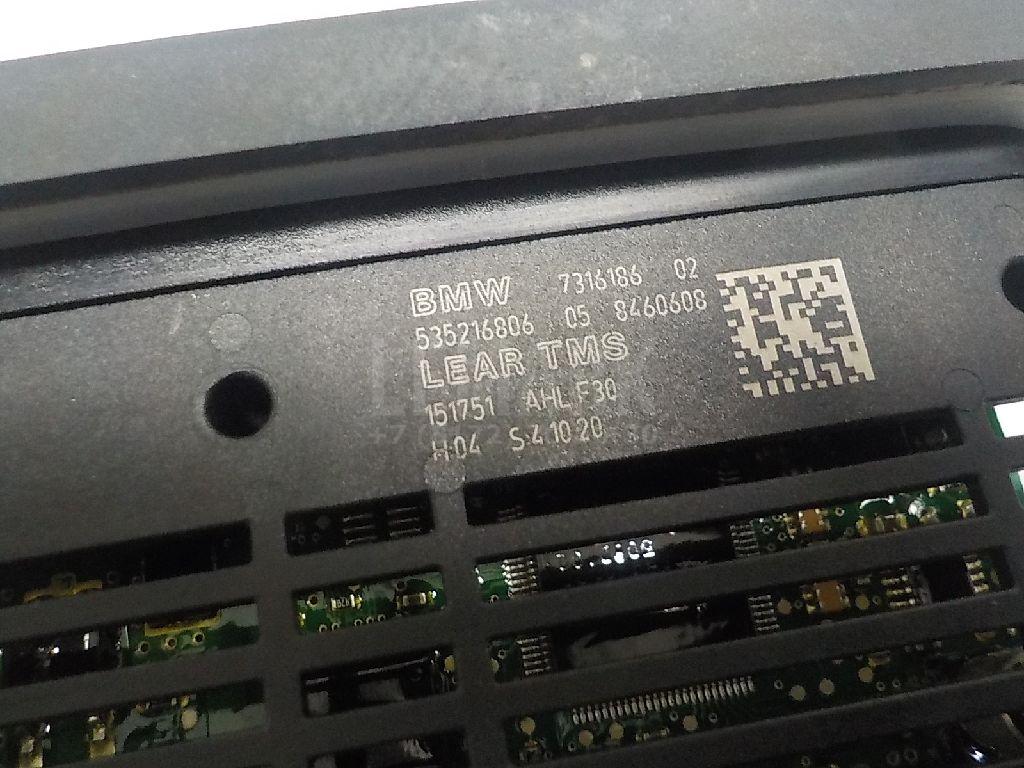 BMW 7316186 02
535216806 05 8460608
LEAR TMS
151751 AHL F30
H:04 S:4 10 20